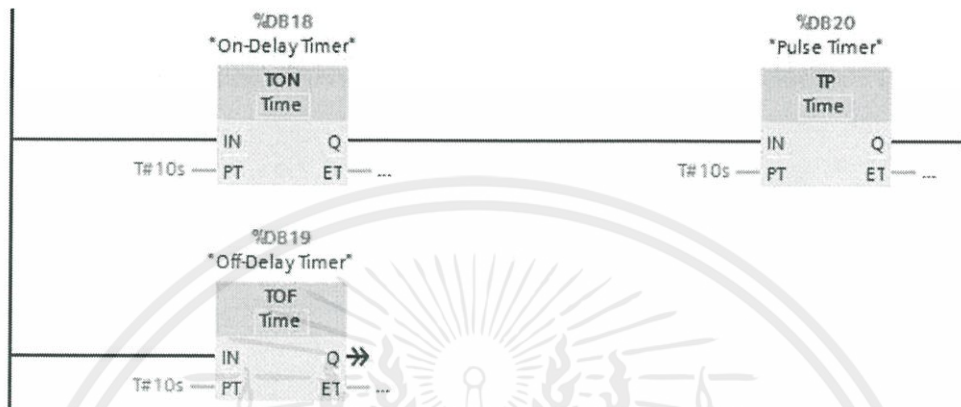 %DB18
"On-Delay Timer"
TON
Time
IN Q
T#10s PT ET ...
%DB20
"Pulse Timer"
TP
Time
IN Q
T#10s PT ET ...
%DB19
"Off-Delay Timer"
TOF
Time
IN Q
T#10s PT ET ...